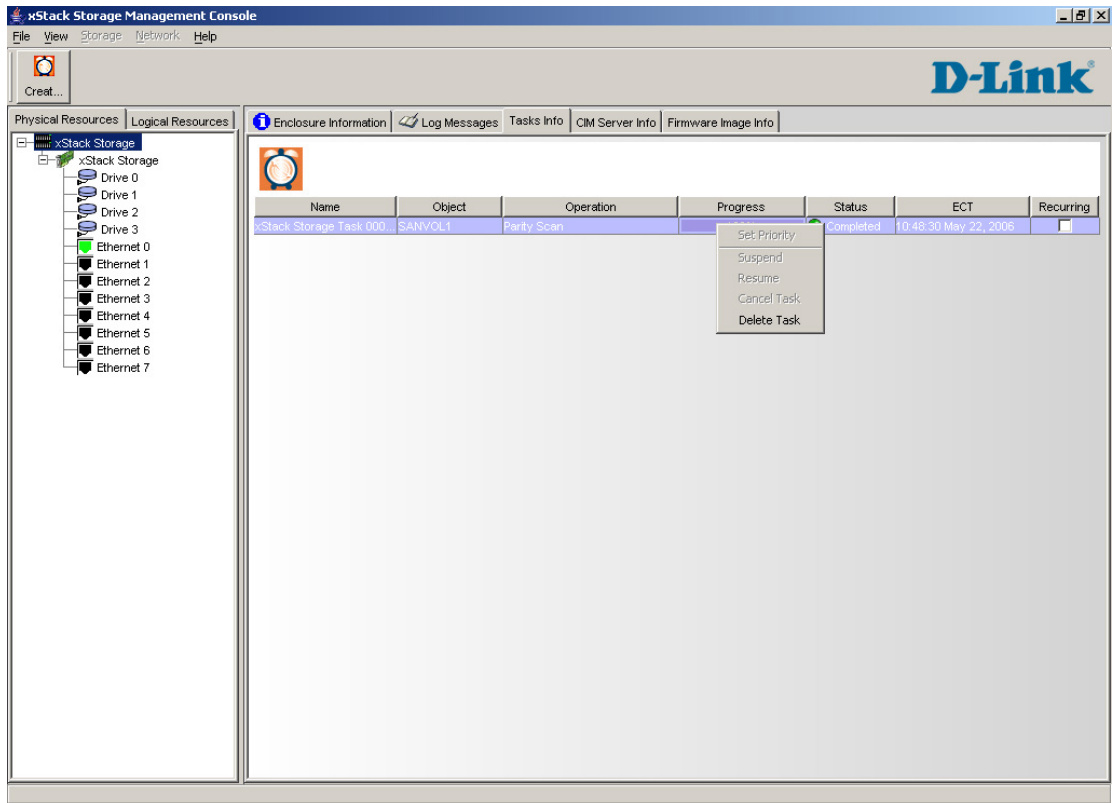 xStack Storage Management Console
File View Storage Network Help
Creat...
D-Link®
Physical Resources Logical Resources
Enclosure Information Log Messages Tasks Info CIM Server Info Firmware Image Info
xStack Storage
xStack Storage
Drive 0
Drive 1
Drive 2
Drive 3
Ethernet 0
Ethernet 1
Ethernet 2
Ethernet 3
Ethernet 4
Ethernet 5
Ethernet 6
Ethernet 7
Name Object Operation Progress Status ECT Recurring
xStack Storage Task 000... SANVOL1 Parity Scan Completed 10:48:30 May 22, 2006
Set Priority
Suspend
Resume
Cancel Task
Delete Task